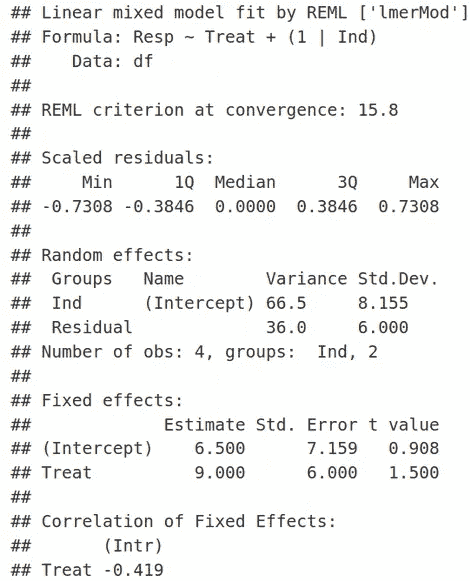 ## Linear mixed model fit by REML ['lmerMod']
## Formula: Resp ~ Treat + (1 | Ind)
##    Data: df
##
## REML criterion at convergence: 15.8
##
## Scaled residuals:
##     Min      1Q  Median      3Q     Max
## -0.7308 -0.3846  0.0000  0.3846  0.7308
##
## Random effects:
##  Groups   Name        Variance Std.Dev.
##  Ind      (Intercept) 66.5     8.155
##  Residual             36.0     6.000
## Number of obs: 4, groups:  Ind, 2
##
## Fixed effects:
##             Estimate Std. Error t value
## (Intercept)    6.500      7.159   0.908
## Treat          9.000      6.000   1.500
##
## Correlation of Fixed Effects:
##       (Intr)
## Treat -0.419